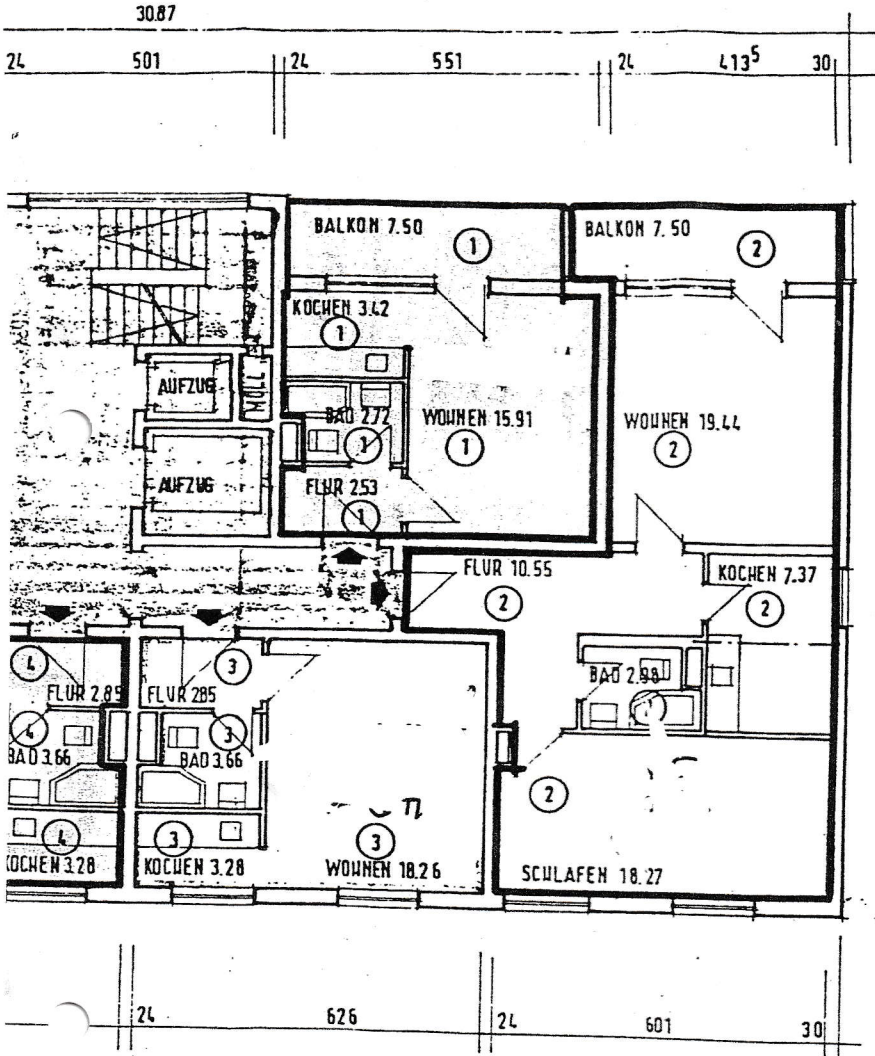 30.87
24 501 24 551 24 413⁵ 30
BALKON 7.50 1
BALKON 7.50 2
KOCHEN 3.42
1
AUFZUG
MÜLL
BAD 2.72
1
WOHNEN 15.91
1
WOHNEN 19.44
2
AUFZUG
FLUR 2.53
1
FLUR 10.55
2
KOCHEN 7.37
2
4
FLUR 2.85
3
FLUR 2.85
BAD 2.98
4
BAD 3.66
3
BAD 3.66
2
4
KOCHEN 3.28
3
KOCHEN 3.28
3
WOHNEN 18.26
SCHLAFEN 18.27
24 626 24 601 30